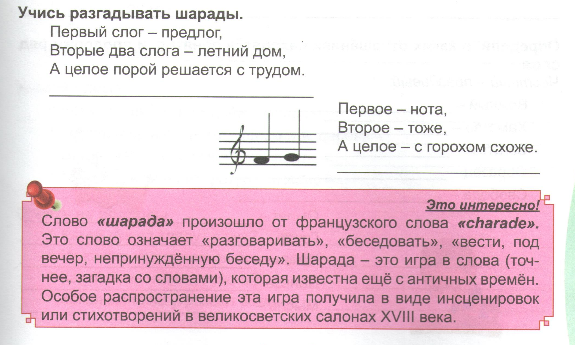 Учись разгадывать шарады.
Первый слог – предлог,
Вторые два слога – летний дом,
А целое порой решается с трудом.
Первое – нота,
Второе – тоже,
А целое – с горохом схоже.
Это интересно!
Слово «шарада» произошло от французского слова «charade».
Это слово означает «разговаривать», «беседовать», «вести, под
вечер, непринуждённую беседу». Шарада – это игра в слова (точ-
нее, загадка со словами), которая известна ещё с античных времён.
Особое распространение эта игра получила в виде инсценировок
или стихотворений в великосветских салонах XVIII века.